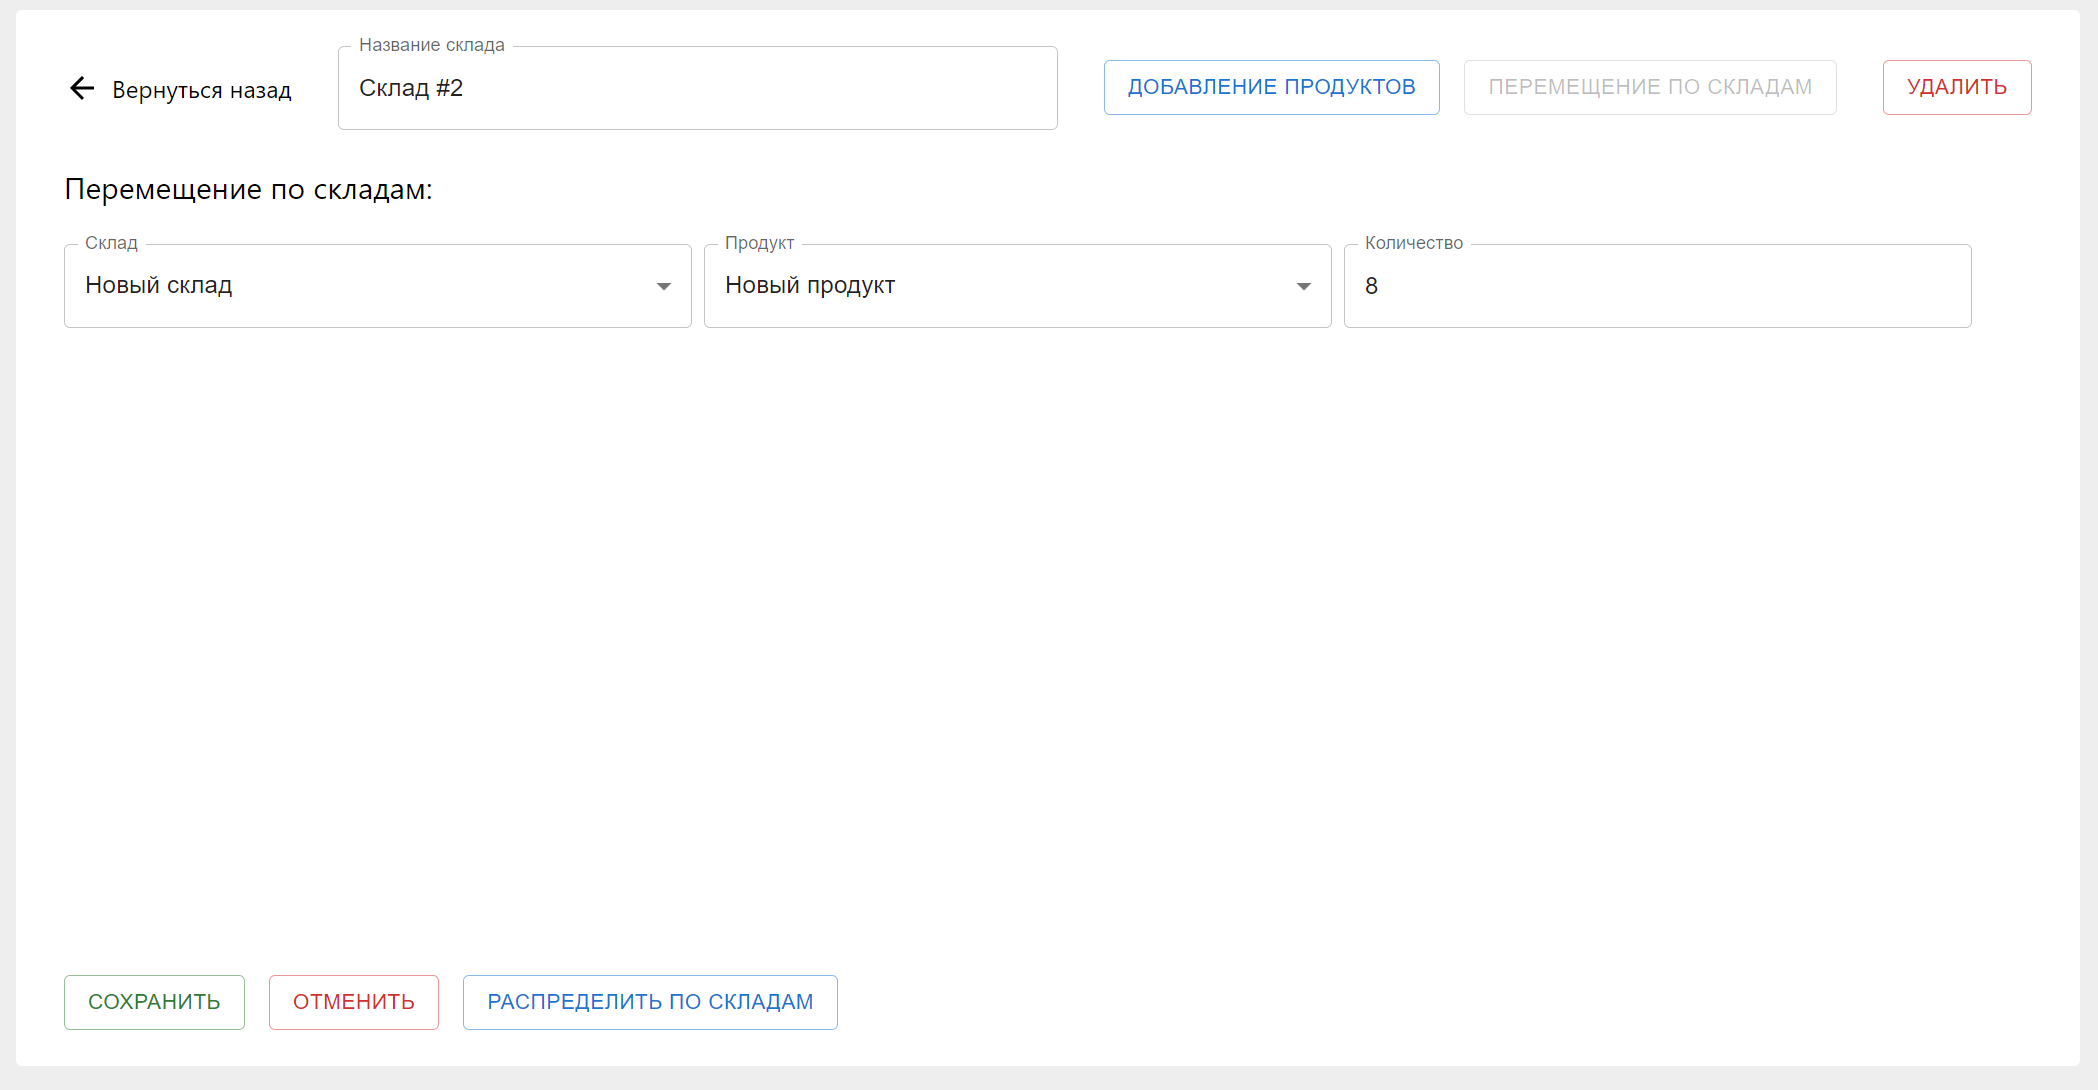 Название склада
Вернуться назад
Склад #2
ДОБАВЛЕНИЕ ПРОДУКТОВ
ПЕРЕМЕЩЕНИЕ ПО СКЛАДАМ
УДАЛИТЬ
Перемещение по складам:
Склад
Новый склад
Продукт
Новый продукт
Количество
8
СОХРАНИТЬ
ОТМЕНИТЬ
РАСПРЕДЕЛИТЬ ПО СКЛАДАМ